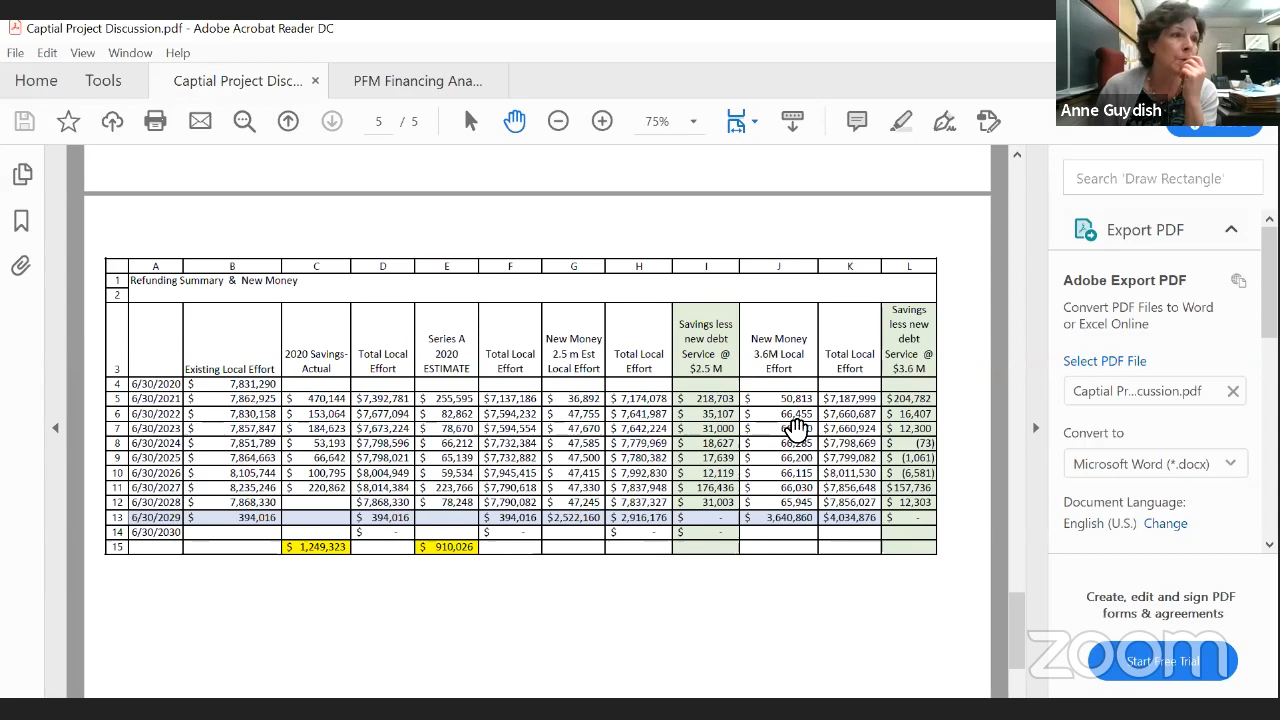 Captial Project Discussion.pdf - Adobe Acrobat Reader DC
File Edit View Window Help
Home Tools Captial Project Disc... × PFM Financing Ana...
5 / 5 75%
Anne Guydish
Search 'Draw Rectangle'
Export PDF
Adobe Export PDF
Convert PDF Files to Word
or Excel Online
Select PDF File
Captial Pr...cussion.pdf
Convert to
Microsoft Word (*.docx)
Document Language:
English (U.S.) Change
Create, edit and sign PDF
forms & agreements
Start Free Trial
zoom
A B C D E F G H I J K L
1 Refunding Summary & New Money
2
3 Existing Local Effort
2020 Savings-
Actual
Total Local
Effort
Series A
2020
ESTIMATE
Total Local
Effort
New Money
2.5 m Est
Local Effort
Total Local
Effort
Savings less
new debt
Service @
$2.5 M
New Money
3.6M Local
Effort
Total Local
Effort
Savings
less new
debt
Service @
$3.6 M
4 6/30/2020 $ 7,831,290
5 6/30/2021 $ 7,862,925 $ 470,144 $7,392,781 $ 255,595 $ 7,137,186 $ 36,892 $ 7,174,078 $ 218,703 $ 50,813 $7,187,999 $204,782
6 6/30/2022 $ 7,830,158 $ 153,064 $7,677,094 $ 82,862 $ 7,594,232 $ 47,755 $ 7,641,987 $ 35,107 $ 66,455 $7,660,687 $ 16,407
7 6/30/2023 $ 7,857,847 $ 184,623 $7,673,224 $ 78,670 $ 7,594,554 $ 47,670 $ 7,642,224 $ 31,000 $ $7,660,924 $ 12,300
8 6/30/2024 $ 7,851,789 $ 53,193 $7,798,596 $ 66,212 $ 7,732,384 $ 47,585 $ 7,779,969 $ 18,627 $ 66,285 $7,798,669 $ (73)
9 6/30/2025 $ 7,864,663 $ 66,642 $7,798,021 $ 65,139 $ 7,732,882 $ 47,500 $ 7,780,382 $ 17,639 $ 66,200 $7,799,082 $ (1,061)
10 6/30/2026 $ 8,105,744 $ 100,795 $8,004,949 $ 59,534 $ 7,945,415 $ 47,415 $ 7,992,830 $ 12,119 $ 66,115 $8,011,530 $ (6,581)
11 6/30/2027 $ 8,235,246 $ 220,862 $8,014,384 $ 223,766 $ 7,790,618 $ 47,330 $ 7,837,948 $ 176,436 $ 66,030 $7,856,648 $157,736
12 6/30/2028 $ 7,868,330 $7,868,330 $ 78,248 $ 7,790,082 $ 47,245 $ 7,837,327 $ 31,003 $ 65,945 $7,856,027 $ 12,303
13 6/30/2029 $ 394,016 $ 394,016 $ 394,016 $2,522,160 $ 2,916,176 $ - $ 3,640,860 $4,034,876 $ -
14 6/30/2030 $ - $ - $ - $ -
15 $ 1,249,323 $ 910,026